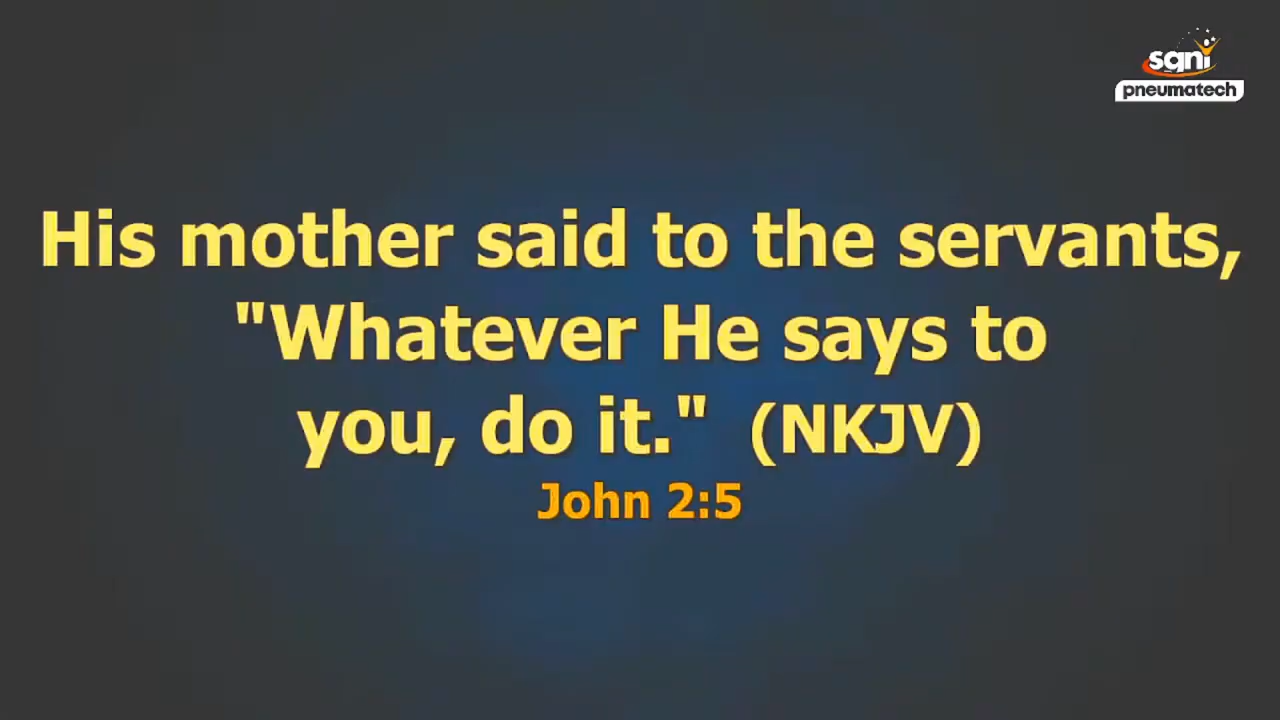 sgni
pneumatech
His mother said to the servants,
"Whatever He says to
you, do it."  (NKJV)
John 2:5